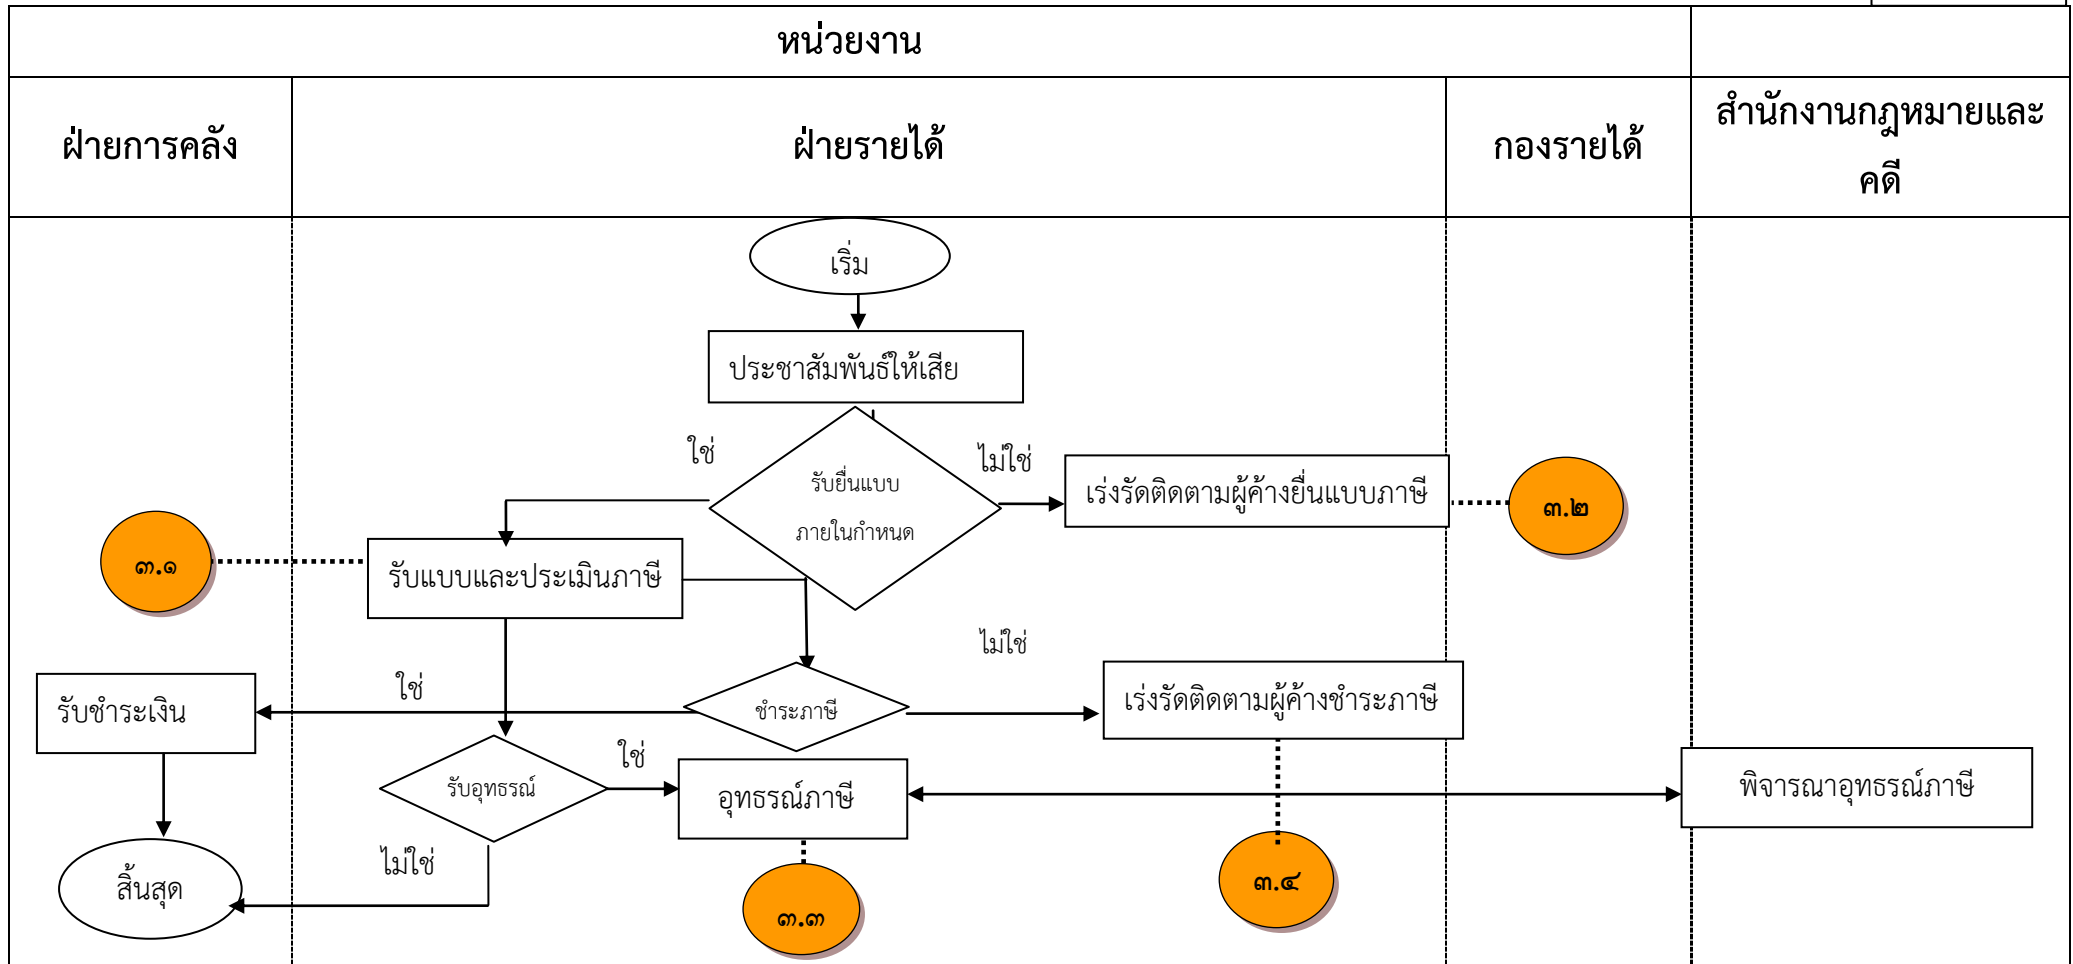 หน่วยงาน
ฝ่ายการคลัง
ฝ่ายรายได้
กองรายได้
สำนักงานกฎหมายและ
คดี
เริ่ม
ประชาสัมพันธ์ให้เสีย
ใช่
ไม่ใช่
รับยื่นแบบ
ภายในกำหนด
เร่งรัดติดตามผู้ค้างยื่นแบบภาษี
๓.๒
๓.๑
รับแบบและประเมินภาษี
ไม่ใช่
ใช่
รับชำระเงิน
ชำระภาษี
เร่งรัดติดตามผู้ค้างชำระภาษี
ใช่
รับอุทธรณ์
อุทธรณ์ภาษี
พิจารณาอุทธรณ์ภาษี
ไม่ใช่
สิ้นสุด
๓.๓
๓.๔